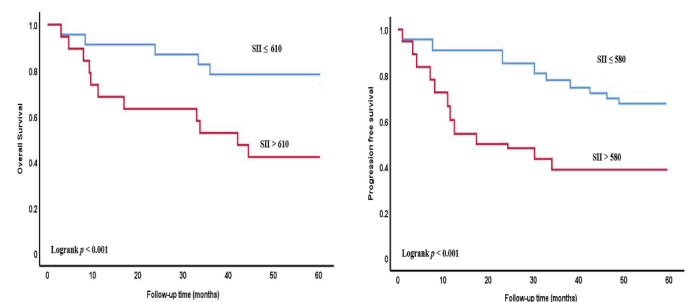 Overall Survival
1.0
0.8
0.6
0.4
0.2
0
SII ≤ 610
SII > 610
Logrank p < 0.001
0 10 20 30 40 50 60
Follow-up time (months)
Progression free survival
1.0
0.8
0.6
0.4
0.2
0
SII ≤ 580
SII > 580
Logrank p < 0.001
0 10 20 30 40 50 60
Follow-up time (months)